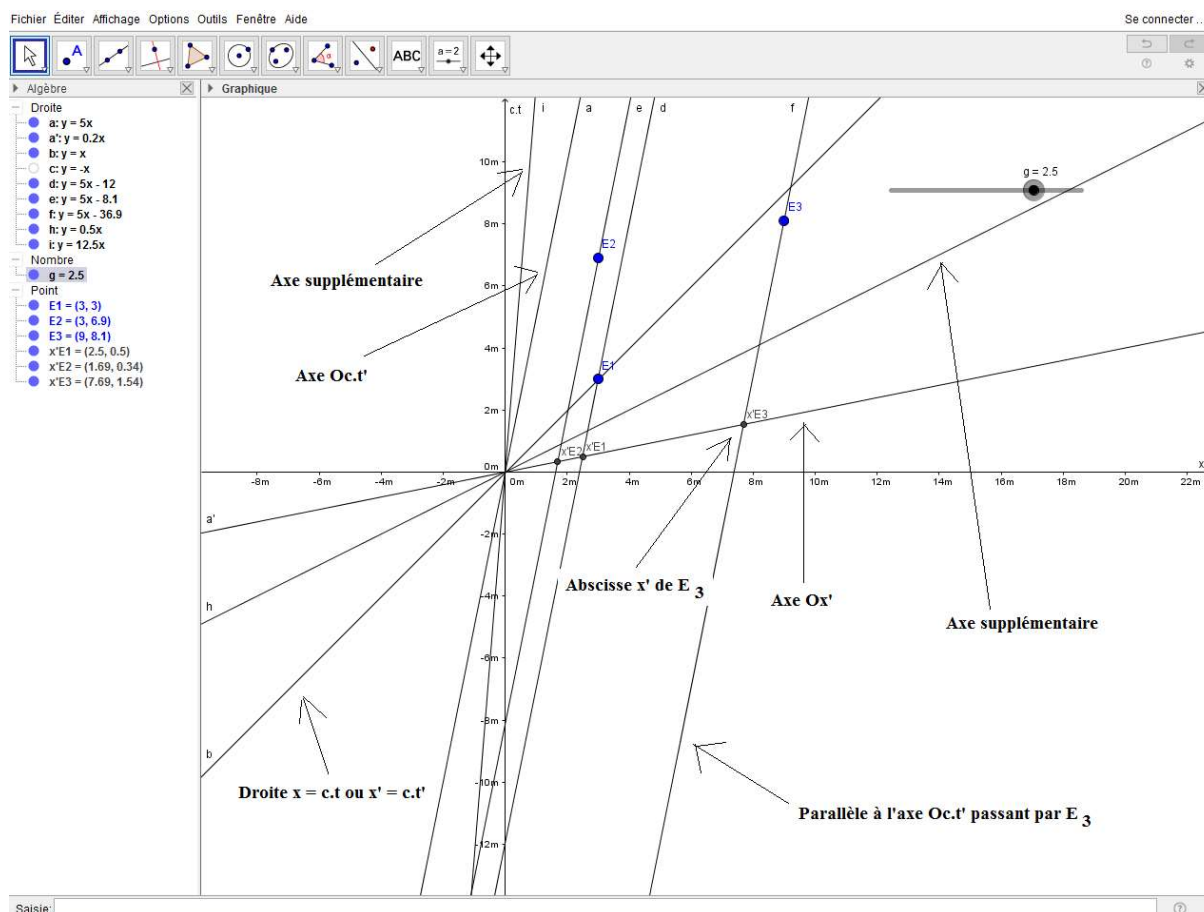 Fichier Éditer Affichage Options Outils Fenêtre Aide
Se connecter ...
A
ABC
a=2
Algèbre
Graphique
Droite
a: y = 5x
a': y = 0.2x
b: y = x
c: y = -x
d: y = 5x - 12
e: y = 5x - 8.1
f: y = 5x - 36.9
h: y = 0.5x
i: y = 12.5x
Nombre
g = 2.5
Point
E1 = (3, 3)
E2 = (3, 6.9)
E3 = (9, 8.1)
x'E1 = (2.5, 0.5)
x'E2 = (1.69, 0.34)
x'E3 = (7.69, 1.54)
c.t
i
a
e
d
f
10m
g = 2.5
8m
E3
E2
Axe supplémentaire
6m
4m
Axe Oc.t'
E1
2m
x'E3
x'E2
x'E1
0m
x
-8m
-6m
-4m
-2m
0m
2m
4m
6m
8m
10m
12m
14m
16m
18m
20m
22m
a'
-2m
Abscisse x' de E 3
Axe Ox'
-4m
h
Axe supplémentaire
-6m
-8m
b
Droite x = c.t ou x' = c.t'
-10m
Parallèle à l'axe Oc.t' passant par E 3
-12m
Saisie: